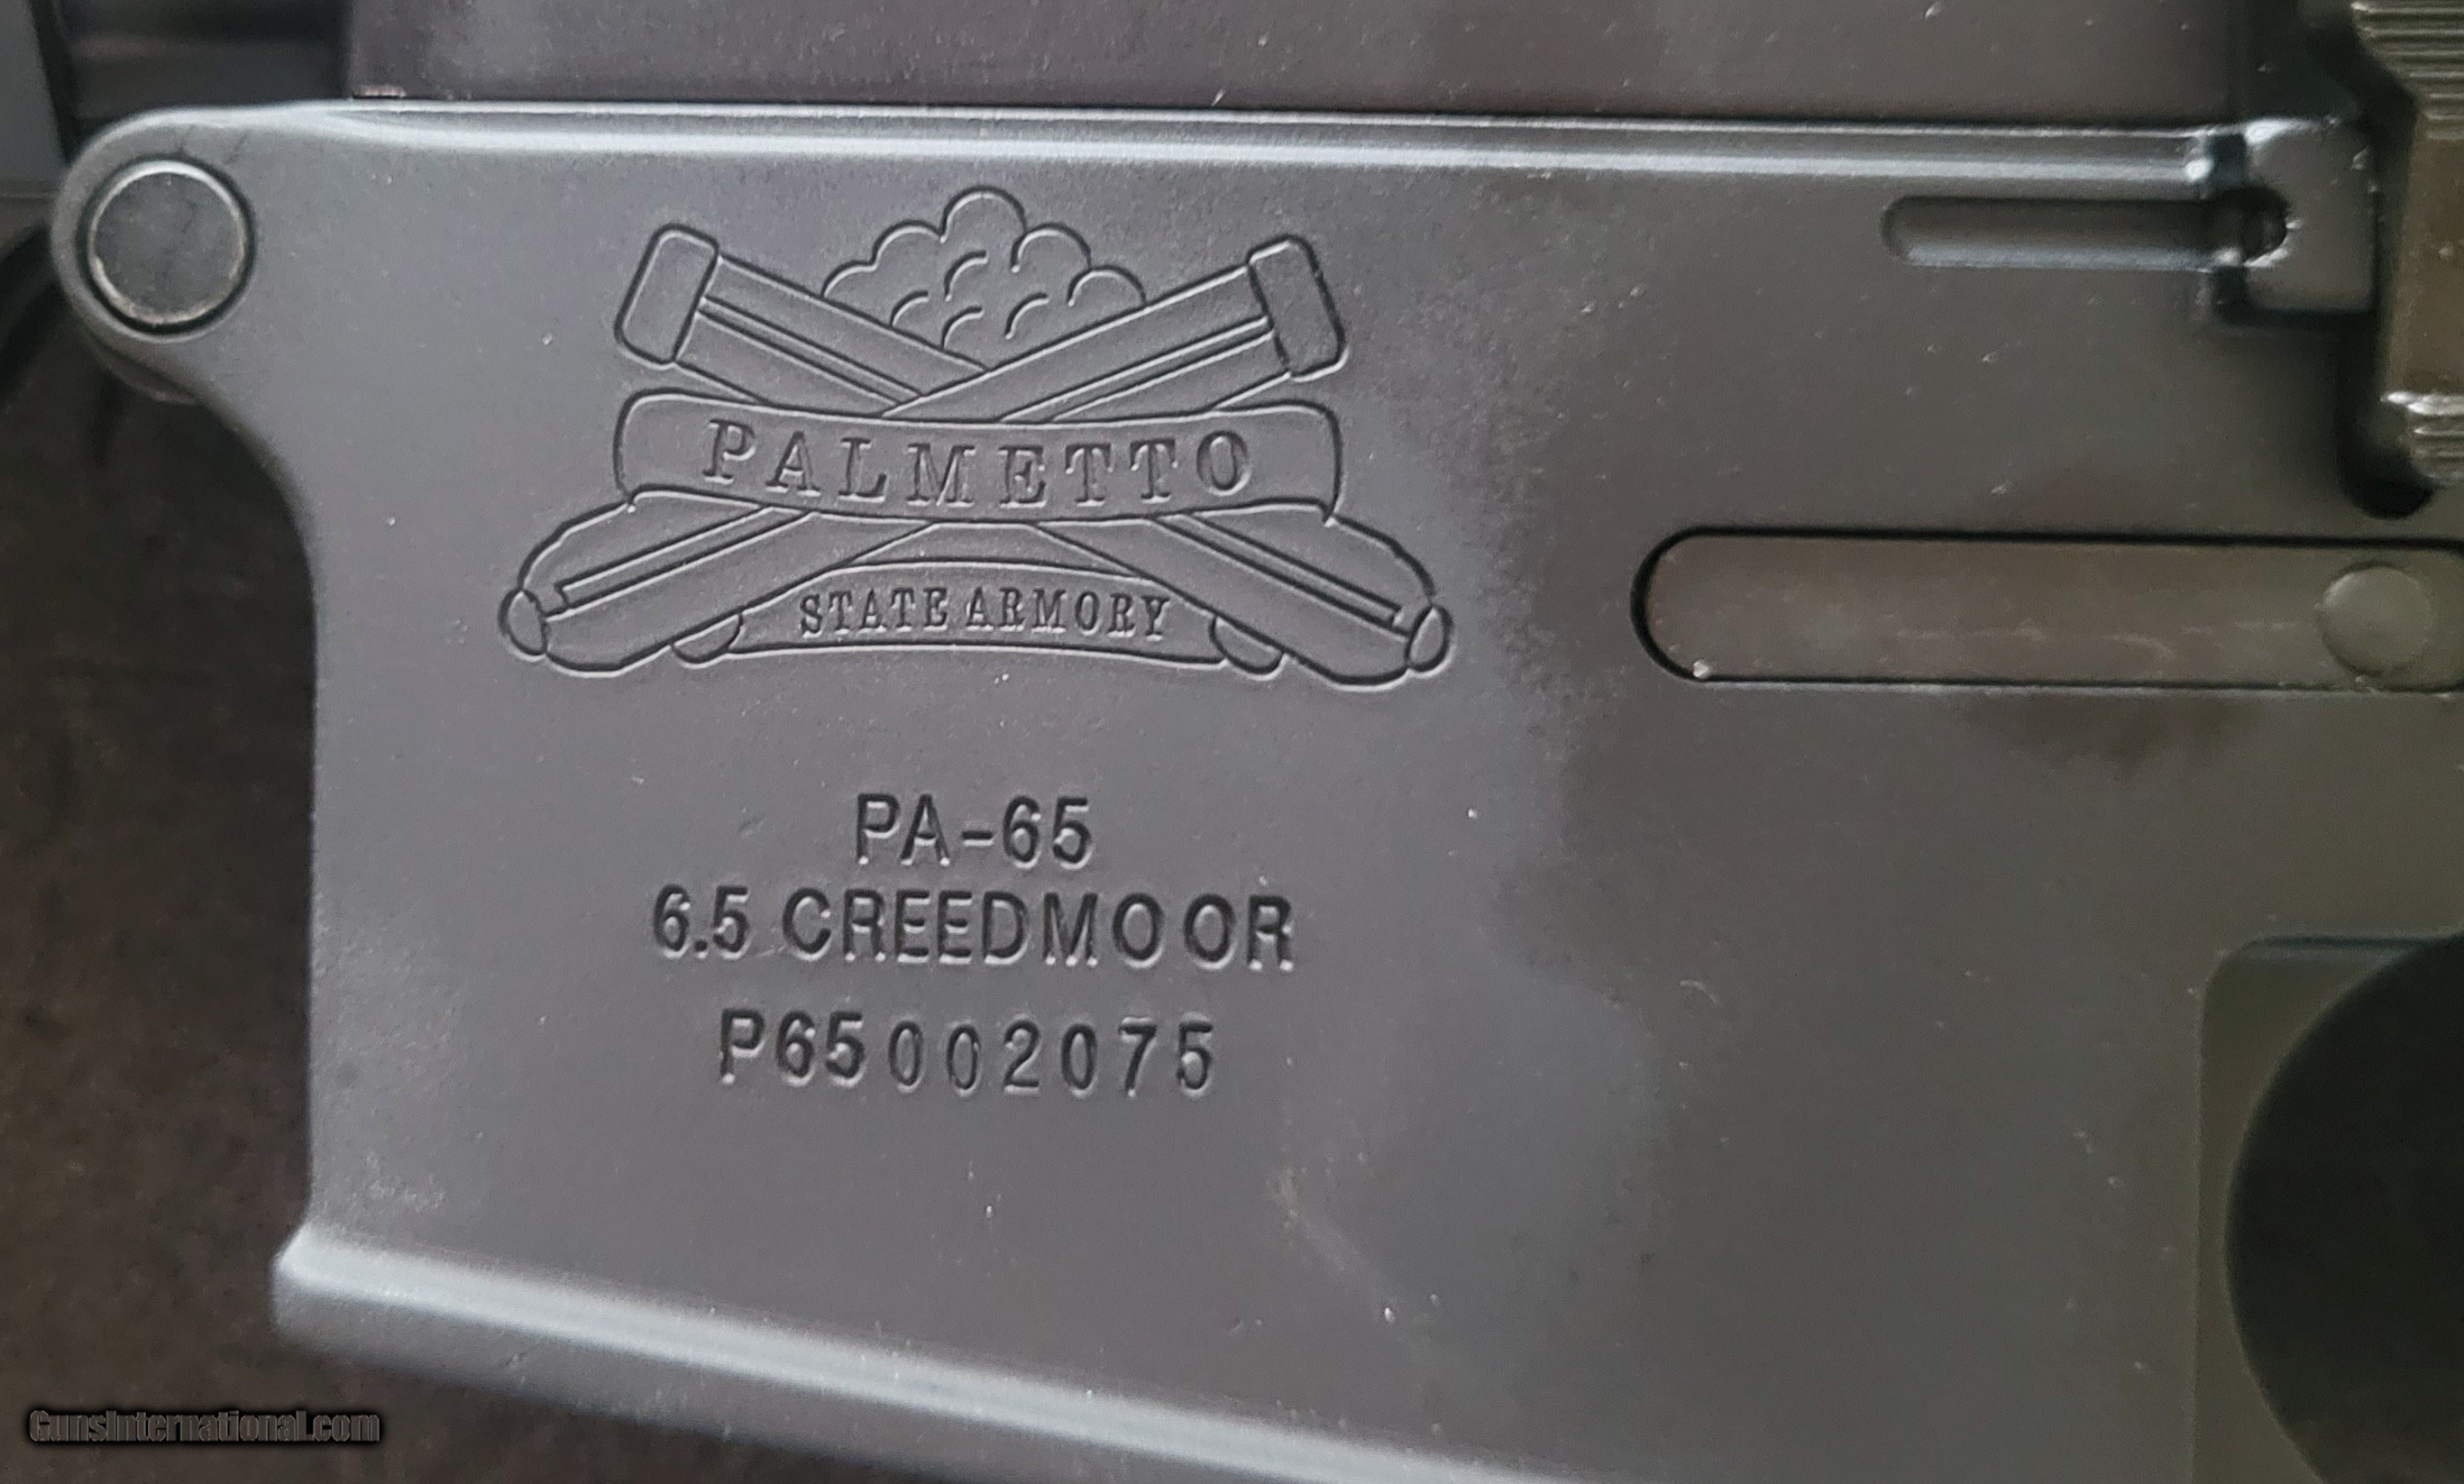 PALMETTO
STATE ARMORY
PA-65
6.5 CREEDMOOR
P65002075
GunsInternational.com